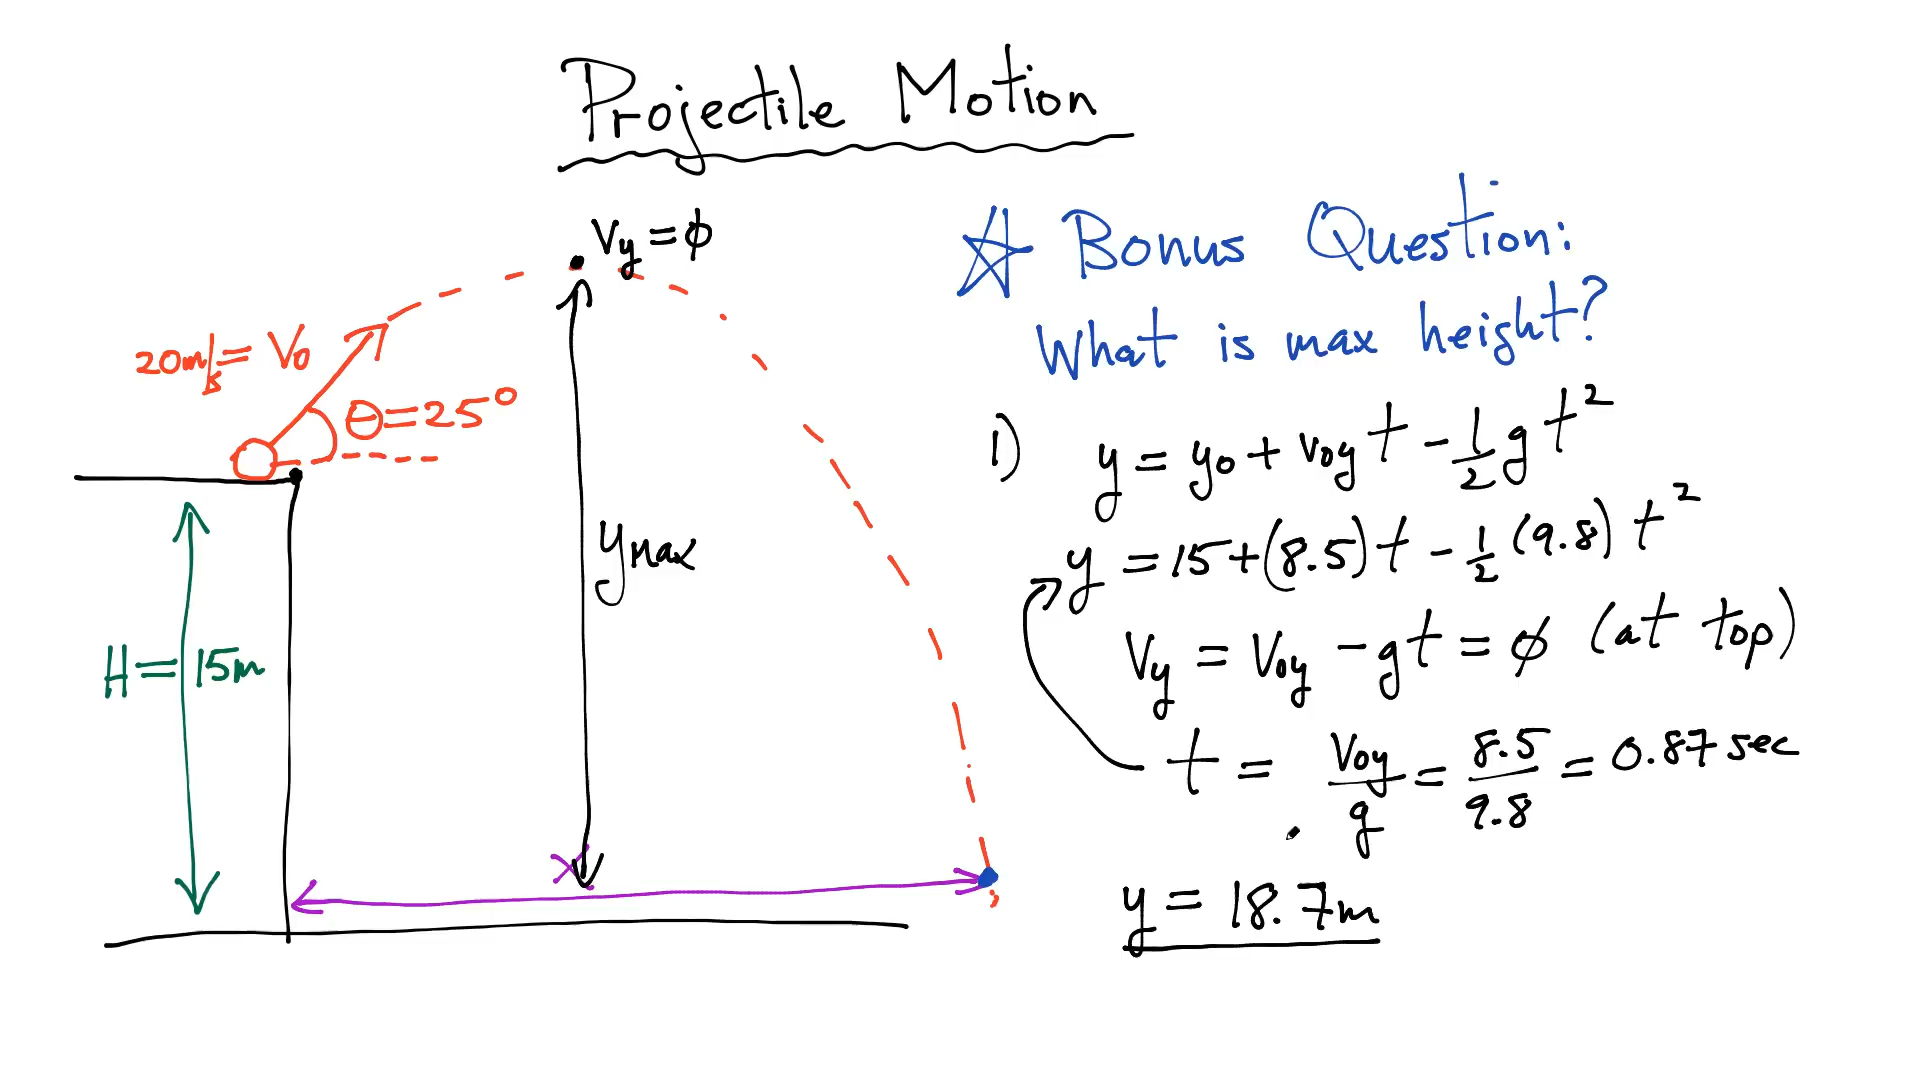 Projectile Motion
Vy = ϕ
☆ Bonus Question:
What is max height?
20m/s = V₀
θ = 25°
1) y = y₀ + v₀y t - 1/2 g t²
y = 15 + (8.5) t - 1/2 (9.8) t²
ymax
H = 15m
Vy = V₀y - gt = ϕ (at top)
t = V₀y/g = 8.5/9.8 = 0.87 sec
y = 18.7m